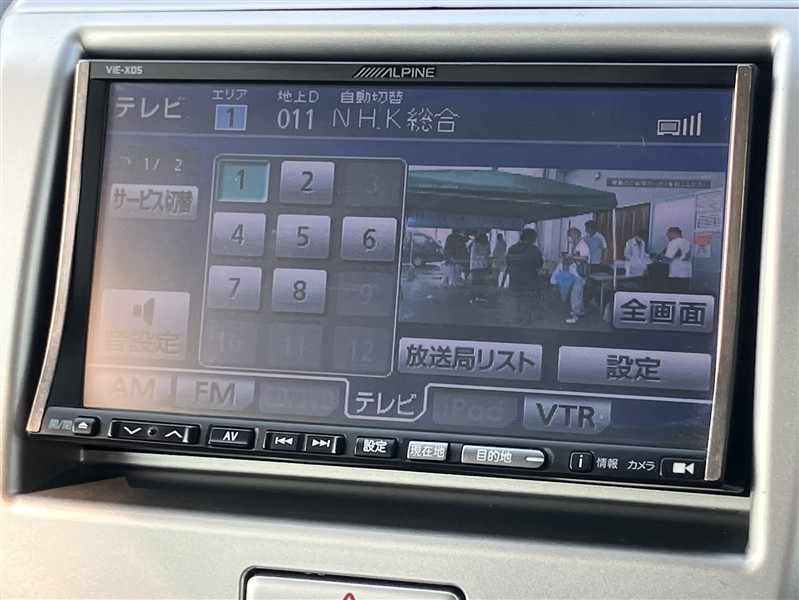 VIE-X05 ALPINE
テレビ エリア 1 地上D 011 自動切替 NHK総合
1/2
サービス切替
1 2 3
4 5 6
7 8 9
10 11 12
音設定
全画面
放送局リスト 設定
AM FM テレビ iPod VTR
開/閉 AV 設定 現在地 目的地 i 情報 カメラ